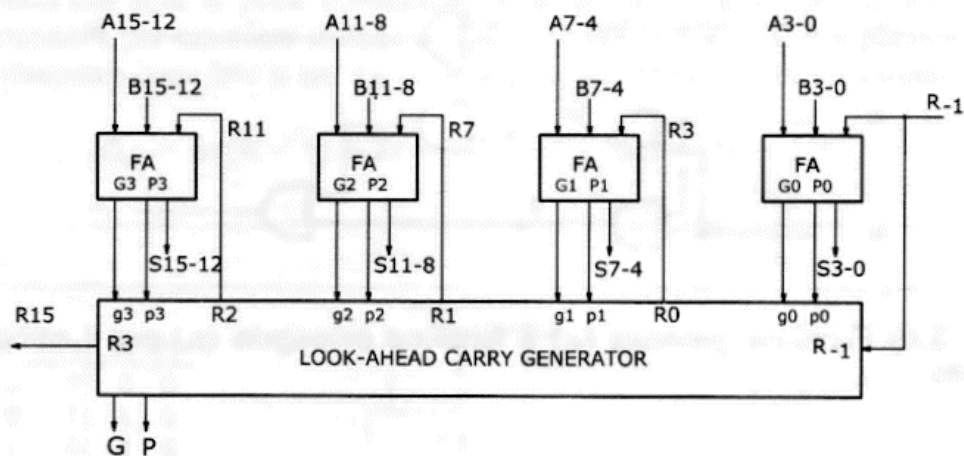 A15-12 A11-8 A7-4 A3-0
B15-12 B11-8 B7-4 B3-0
R11 R7 R3 R-1
FA FA FA FA
G3 P3 G2 P2 G1 P1 G0 P0
S15-12 S11-8 S7-4 S3-0
R15 g3 p3 R2 g2 p2 R1 g1 p1 R0 g0 p0
R3 LOOK-AHEAD CARRY GENERATOR R-1
G P